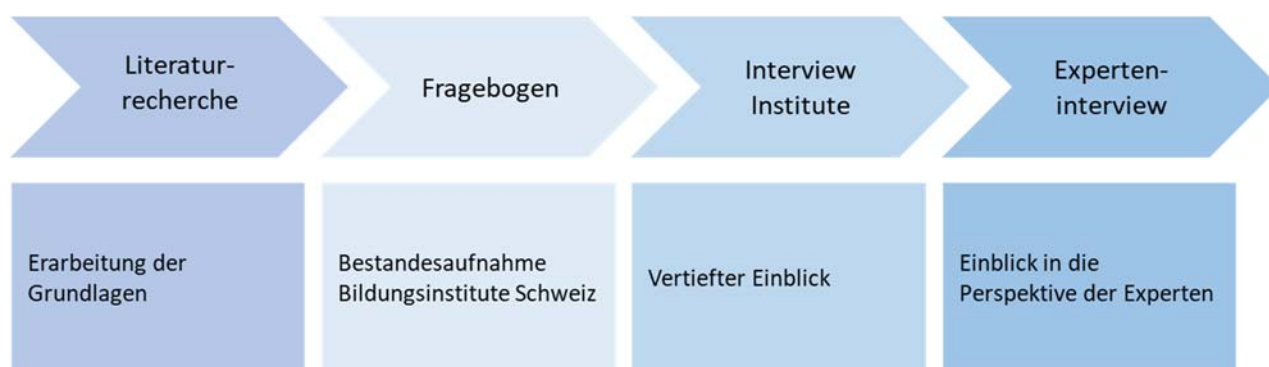 Literatur-
recherche
Fragebogen
Interview
Institute
Experten-
interview
Erarbeitung der
Grundlagen
Bestandesaufnahme
Bildungsinstitute Schweiz
Vertiefter Einblick
Einblick in die
Perspektive der Experten